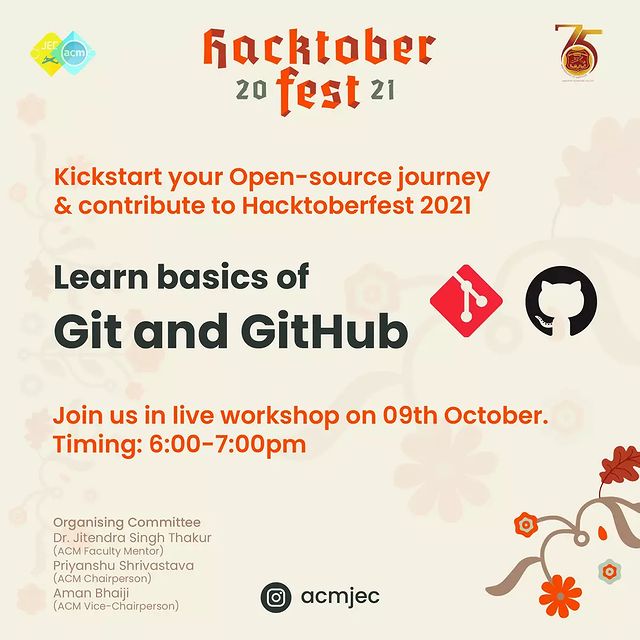 JEC
acm
75
Hacktober
20 fest 21
Kickstart your Open-source journey
& contribute to Hacktoberfest 2021
Learn basics of
Git and GitHub
Join us in live workshop on 09th October.
Timing: 6:00-7:00pm
Organising Committee
Dr. Jitendra Singh Thakur
(ACM Faculty Mentor)
Priyanshu Shrivastava
(ACM Chairperson)
Aman Bhaiji
(ACM Vice-Chairperson)
acmjec